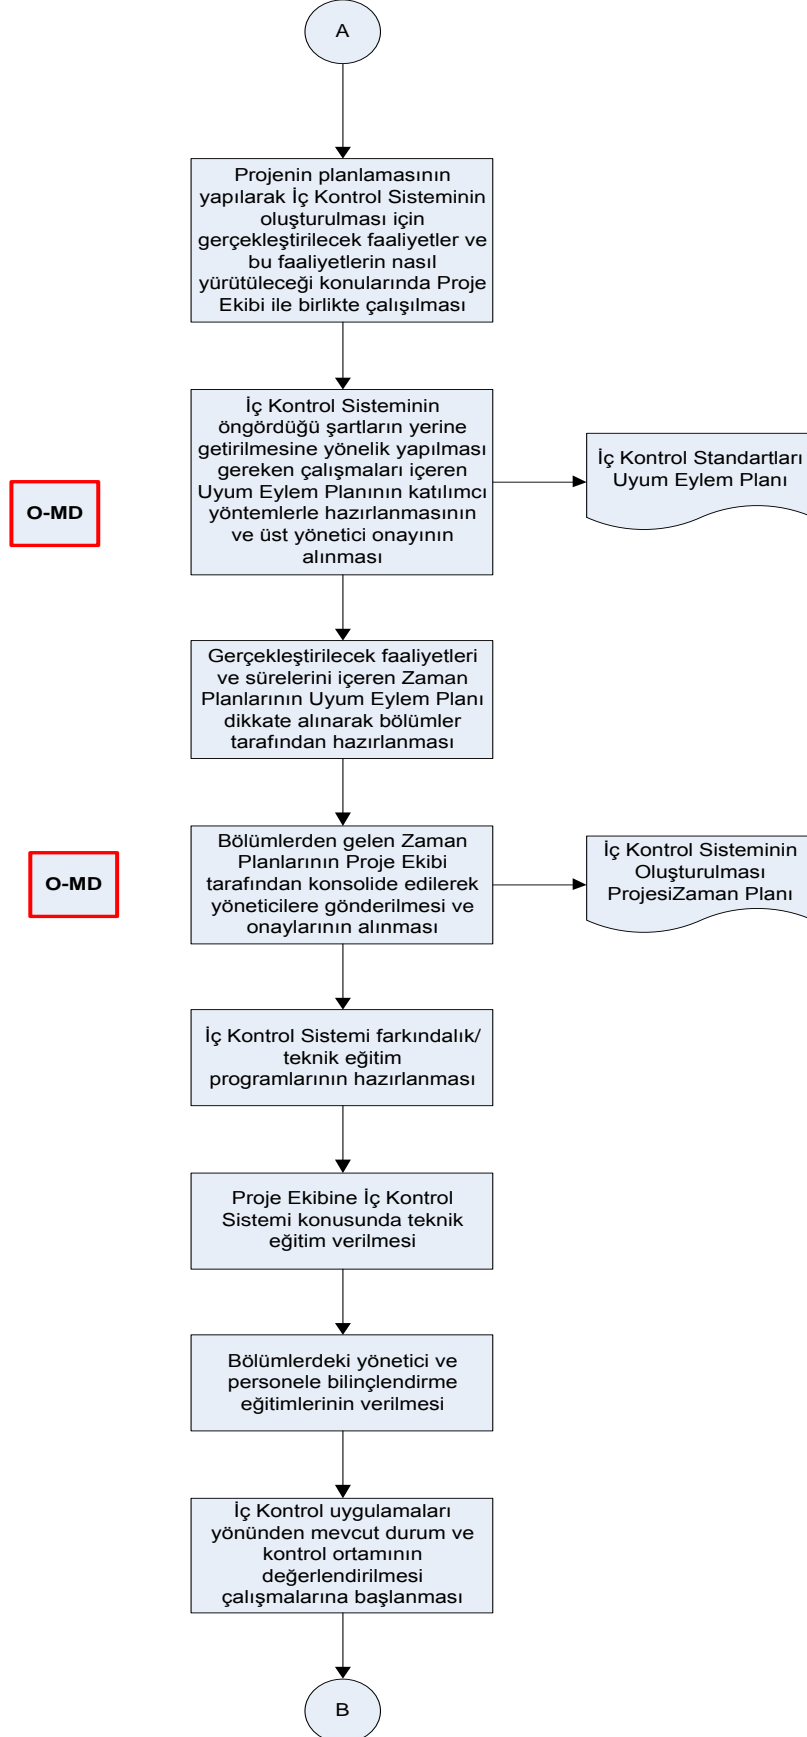 A
Projenin planlamasının
yapılarak İç Kontrol Sisteminin
oluşturulması için
gerçekleştirilecek faaliyetler ve
bu faaliyetlerin nasıl
yürütüleceği konularında Proje
Ekibi ile birlikte çalışılması
İç Kontrol Sisteminin
öngördüğü şartların yerine
getirilmesine yönelik yapılması
gereken çalışmaları içeren
Uyum Eylem Planının katılımcı
yöntemlerle hazırlanmasının
ve üst yönetici onayının
alınması
İç Kontrol Standartları
Uyum Eylem Planı
O-MD
Gerçekleştirilecek faaliyetleri
ve sürelerini içeren Zaman
Planlarının Uyum Eylem Planı
dikkate alınarak bölümler
tarafından hazırlanması
Bölümlerden gelen Zaman
Planlarının Proje Ekibi
tarafından konsolide edilerek
yöneticilere gönderilmesi ve
onaylarının alınması
İç Kontrol Sisteminin
Oluşturulması
ProjesiZaman Planı
O-MD
İç Kontrol Sistemi farkındalık/
teknik eğitim
programlarının hazırlanması
Proje Ekibine İç Kontrol
Sistemi konusunda teknik
eğitim verilmesi
Bölümlerdeki yönetici ve
personele bilinçlendirme
eğitimlerinin verilmesi
İç Kontrol uygulamaları
yönünden mevcut durum ve
kontrol ortamının
değerlendirilmesi
çalışmalarına başlanması
B